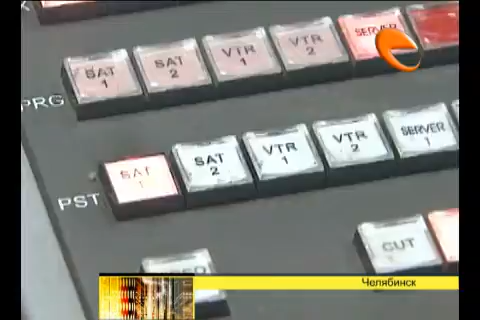 SAT 1 SAT 2 VTR 1 VTR 2 SERVER
PRG
SAT 1 SAT 2 VTR 1 VTR 2 SERVER 1
PST
CUT
Челябинск